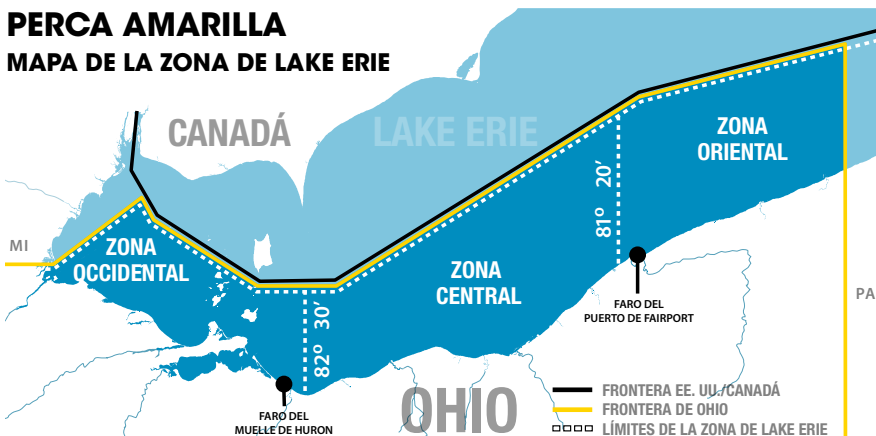 PERCA AMARILLA
MAPA DE LA ZONA DE LAKE ERIE
CANADÁ
LAKE ERIE
ZONA
ORIENTAL
81º 20′
MI
ZONA
OCCIDENTAL
ZONA
CENTRAL
82º 30′
FARO DEL
PUERTO DE FAIRPORT
PA
FARO DEL
MUELLE DE HURON
OHIO
FRONTERA EE. UU./CANADÁ
FRONTERA DE OHIO
LÍMITES DE LA ZONA DE LAKE ERIE